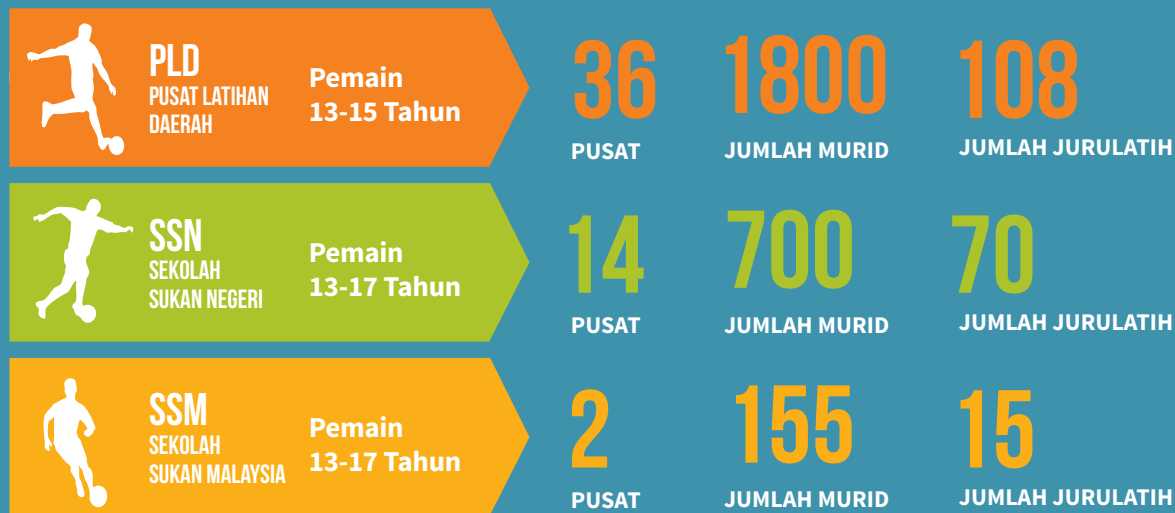 PLD
PUSAT LATIHAN
DAERAH
Pemain
13-15 Tahun
36
PUSAT
1800
JUMLAH MURID
108
JUMLAH JURULATIH
SSN
SEKOLAH
SUKAN NEGERI
Pemain
13-17 Tahun
14
PUSAT
700
JUMLAH MURID
70
JUMLAH JURULATIH
SSM
SEKOLAH
SUKAN MALAYSIA
Pemain
13-17 Tahun
2
PUSAT
155
JUMLAH MURID
15
JUMLAH JURULATIH